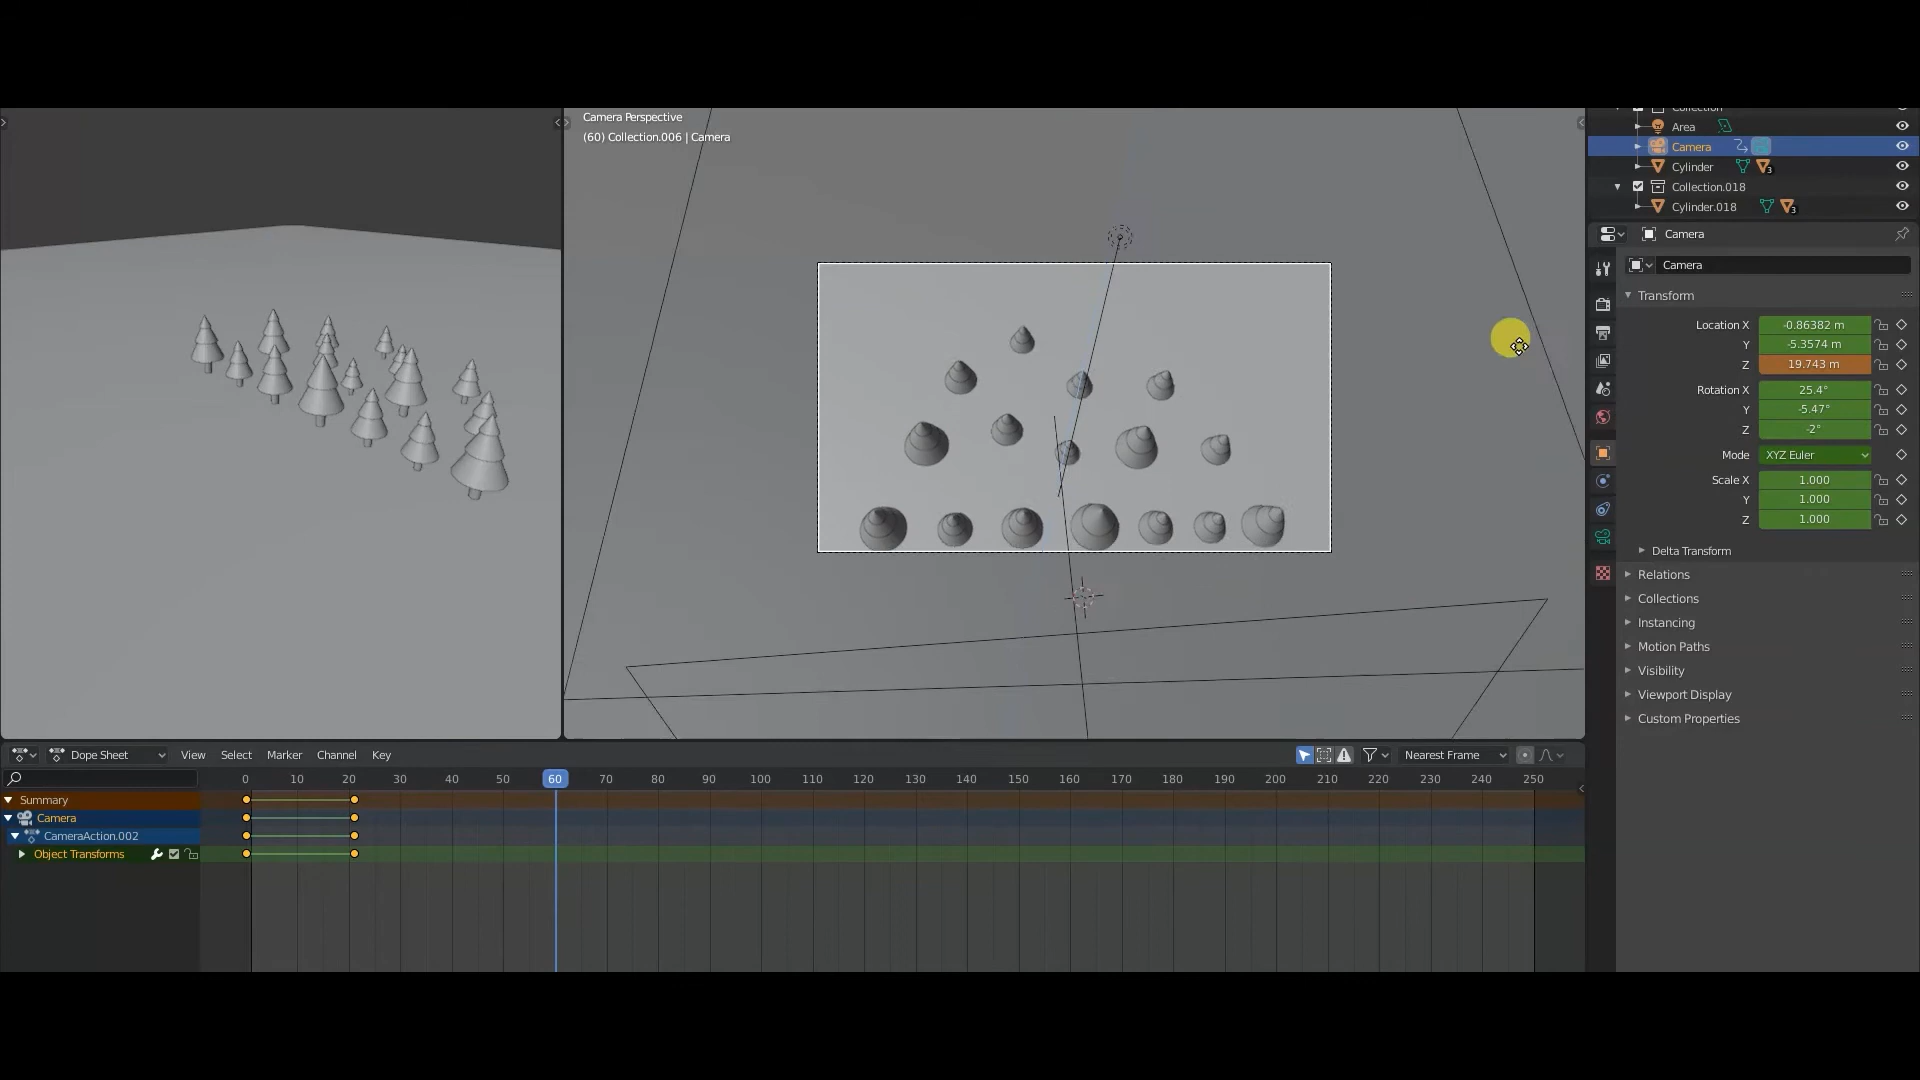 Camera Perspective
(60) Collection.006 | Camera
Collection
Area
Camera
Cylinder
3
Collection.018
Cylinder.018
3
Camera
Camera
Transform
Location X -0.86382 m
Y -5.3574 m
Z 19.743 m
Rotation X 25.4°
Y -5.47°
Z -2°
Mode XYZ Euler
Scale X 1.000
Y 1.000
Z 1.000
Delta Transform
Relations
Collections
Instancing
Motion Paths
Visibility
Viewport Display
Custom Properties
Dope Sheet View Select Marker Channel Key Nearest Frame
0 10 20 30 40 50 60 70 80 90 100 110 120 130 140 150 160 170 180 190 200 210 220 230 240 250
Summary
Camera
CameraAction.002
Object Transforms